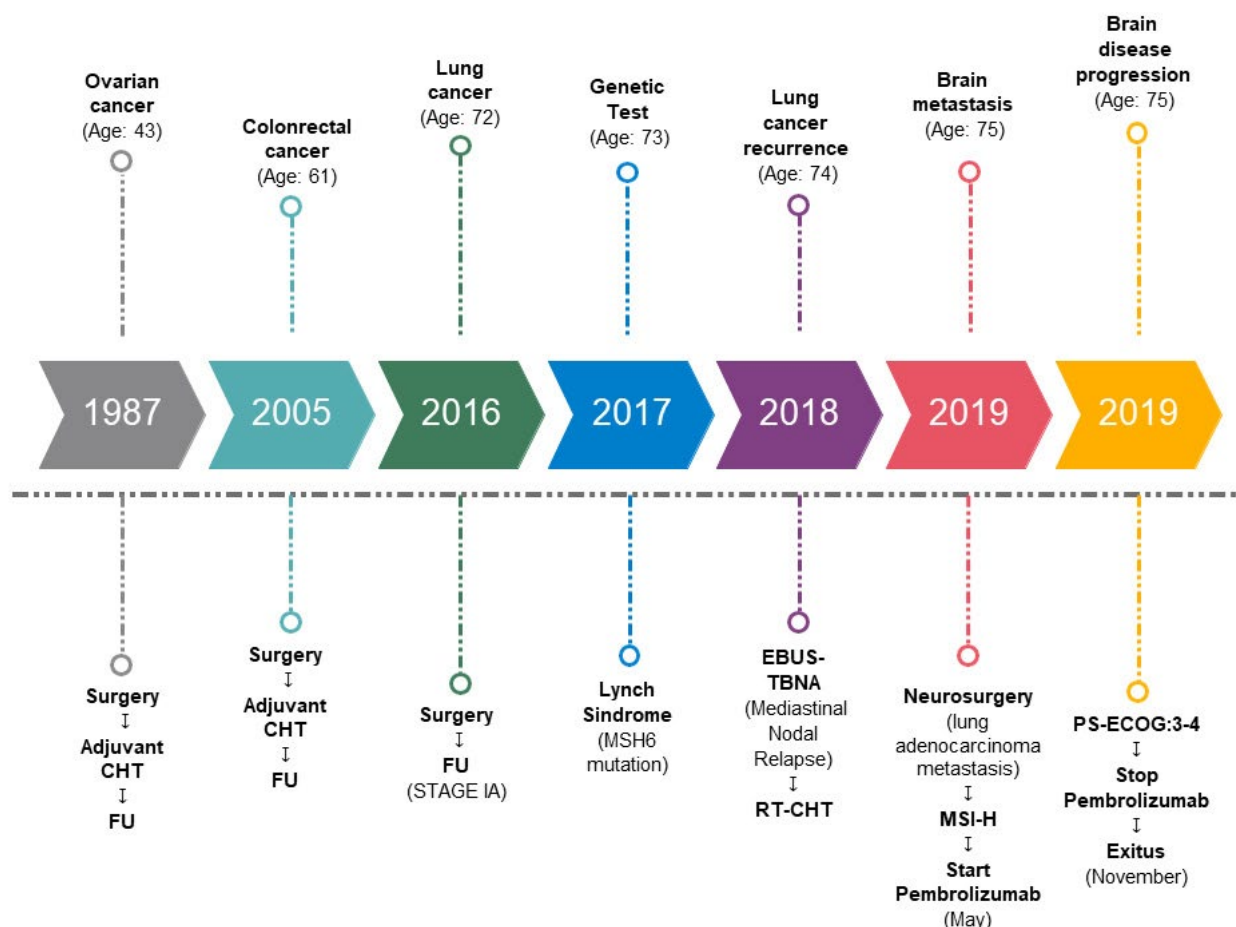 Ovarian
cancer
(Age: 43)
Colonrectal
cancer
(Age: 61)
Lung
cancer
(Age: 72)
Genetic
Test
(Age: 73)
Lung
cancer
recurrence
(Age: 74)
Brain
metastasis
(Age: 75)
Brain
disease
progression
(Age: 75)
1987
2005
2016
2017
2018
2019
2019
Surgery
↧
Adjuvant
CHT
↧
FU
Surgery
↧
Adjuvant
CHT
↧
FU
Surgery
↧
FU
(STAGE IA)
Lynch
Sindrome
(MSH6
mutation)
EBUS-
TBNA
(Mediastinal
Nodal
Relapse)
↧
RT-CHT
Neurosurgery
(lung
adenocarcinoma
metastasis)
↧
MSI-H
↧
Start
Pembrolizumab
(May)
PS-ECOG:3-4
↧
Stop
Pembrolizumab
↧
Exitus
(November)